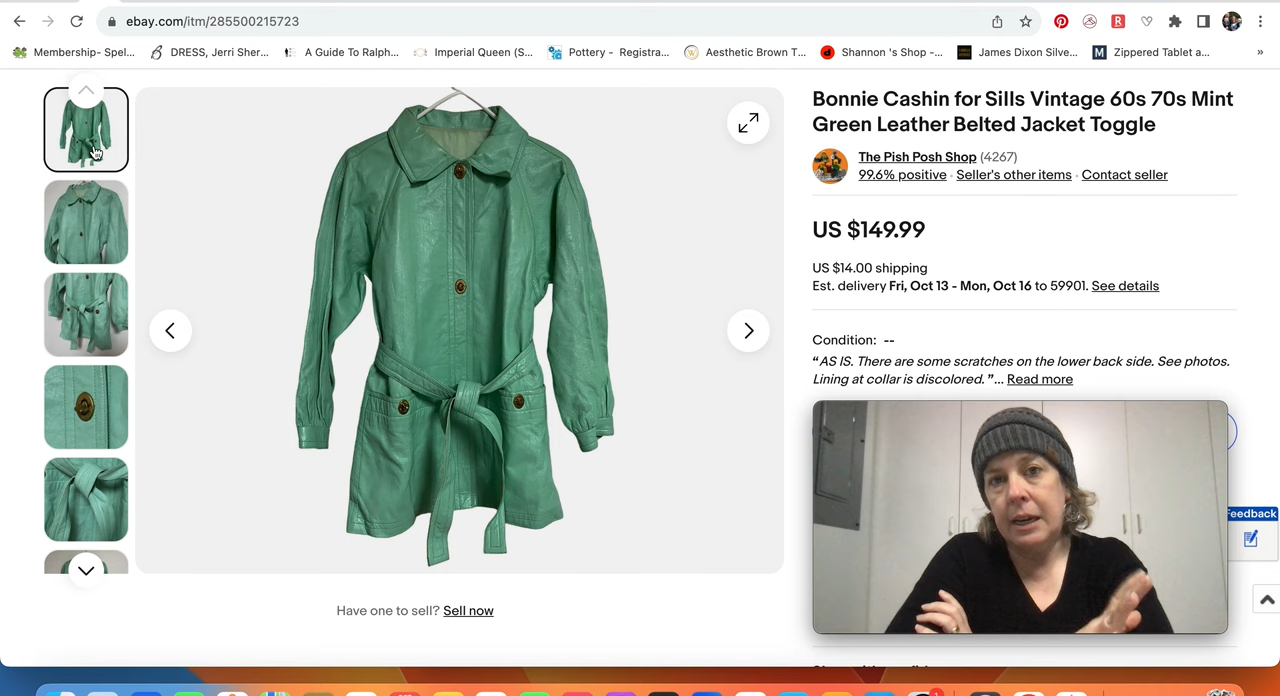 ebay.com/itm/285500215723
Membership- Spel...
DRESS, Jerri Sher...
A Guide To Ralph...
Imperial Queen (S...
Pottery - Registra...
Aesthetic Brown T...
Shannon 's Shop -...
James Dixon Silve...
M
Zippered Tablet a...
»
Bonnie Cashin for Sills Vintage 60s 70s Mint
Green Leather Belted Jacket Toggle
The Pish Posh Shop (4267)
99.6% positive · Seller's other items · Contact seller
US $149.99
US $14.00 shipping
Est. delivery Fri, Oct 13 - Mon, Oct 16 to 59901. See details
Condition: --
“AS IS. There are some scratches on the lower back side. See photos.
Lining at collar is discolored. ”... Read more
Feedback
Have one to sell? Sell now